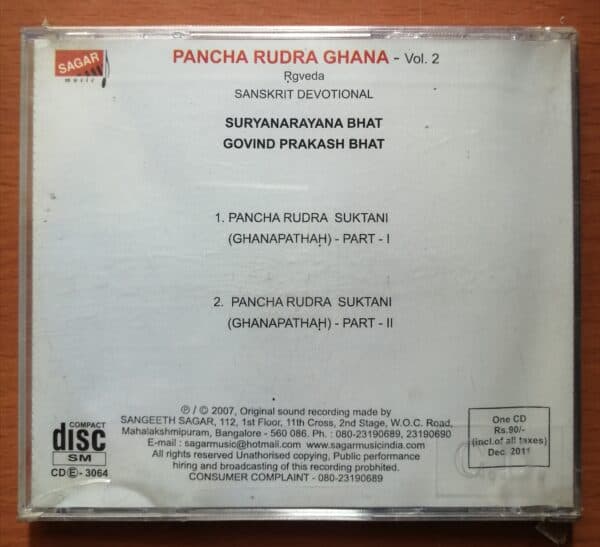 SAGAR
music
PANCHA RUDRA GHANA - Vol. 2
Ṛgveda
SANSKRIT DEVOTIONAL
SURYANARAYANA BHAT
GOVIND PRAKASH BHAT
1. PANCHA RUDRA SUKTANI
(GHANAPATHAḤ) - PART - I
2. PANCHA RUDRA SUKTANI
(GHANAPATHAḤ) - PART - II
℗ / © 2007, Original sound recording made by
SANGEETH SAGAR, 112, 1st Floor, 11th Cross, 2nd Stage, W.O.C. Road,
Mahalakshmipuram, Bangalore - 560 086. Ph. : 080-23190689, 23190690
E-mail : sagarmusic@hotmail.com www.sagarmusicindia.com
All rights reserved Unathorised copying, Public performance
hiring and broadcasting of this recording probhited.
CONSUMER COMPLAINT - 080-23190689
COMPACT
disc
SM
CD Ⓔ - 3064
One CD
Rs.90/-
(incl.of all taxes)
Dec. 2011